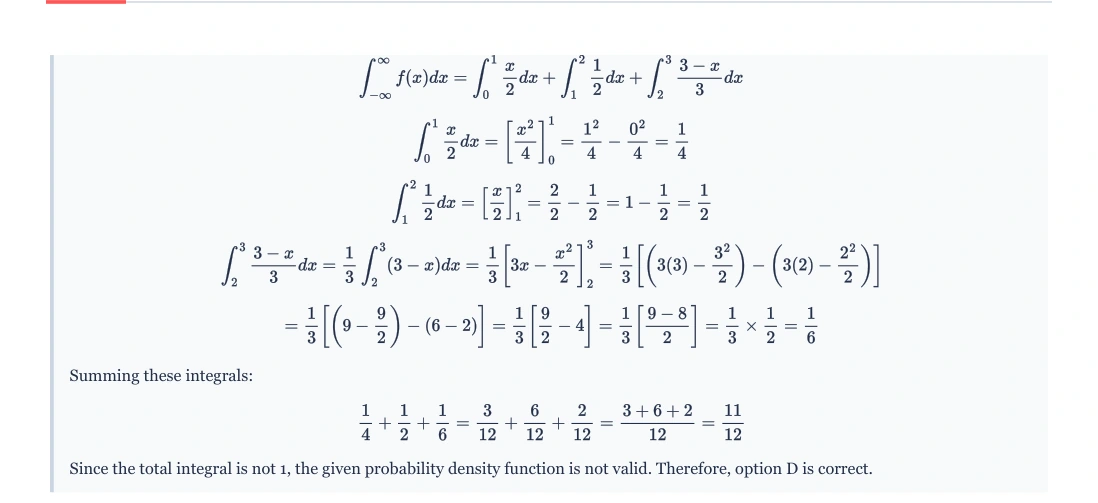 ∫_{-∞}^{∞} f(x)dx = ∫_0^1 x/2 dx + ∫_1^2 1/2 dx + ∫_2^3 (3 − x)/3 dx
∫_0^1 x/2 dx = [x²/4]_0^1 = 1²/4 − 0²/4 = 1/4
∫_1^2 1/2 dx = [x/2]_1^2 = 2/2 − 1/2 = 1 − 1/2 = 1/2
∫_2^3 (3 − x)/3 dx = 1/3 ∫_2^3 (3 − x)dx = 1/3 [3x − x²/2]_2^3 = 1/3 [(3(3) − 3²/2) − (3(2) − 2²/2)]
= 1/3 [(9 − 9/2) − (6 − 2)] = 1/3 [9/2 − 4] = 1/3 [(9 − 8)/2] = 1/3 × 1/2 = 1/6
Summing these integrals:
1/4 + 1/2 + 1/6 = 3/12 + 6/12 + 2/12 = (3 + 6 + 2)/12 = 11/12
Since the total integral is not 1, the given probability density function is not valid. Therefore, option D is correct.